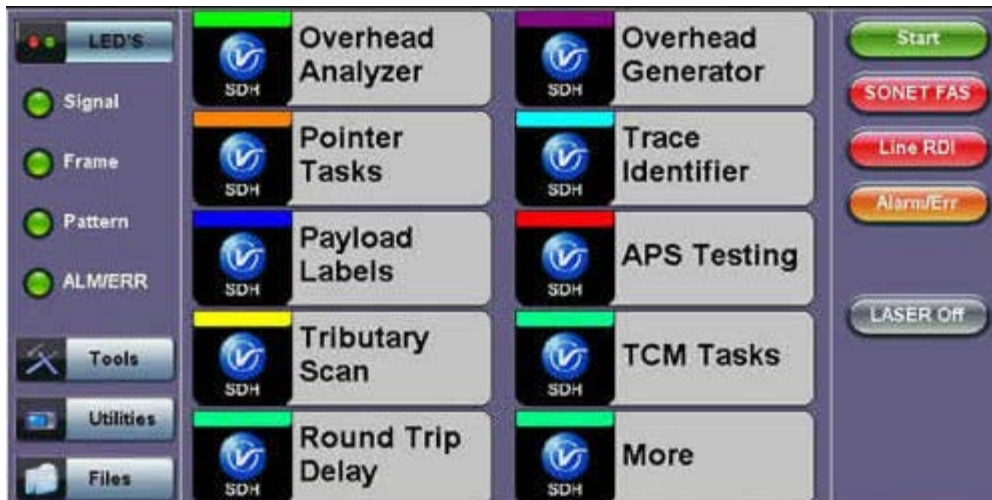 LED'S
Signal
Frame
Pattern
ALM/ERR
Tools
Utilities
Files
SDH
Overhead
Analyzer
SDH
Overhead
Generator
SDH
Pointer
Tasks
SDH
Trace
Identifier
SDH
Payload
Labels
SDH
APS Testing
SDH
Tributary
Scan
SDH
TCM Tasks
SDH
Round Trip
Delay
SDH
More
Start
SONET FAS
Line RDI
Alarm/Err
LASER Off